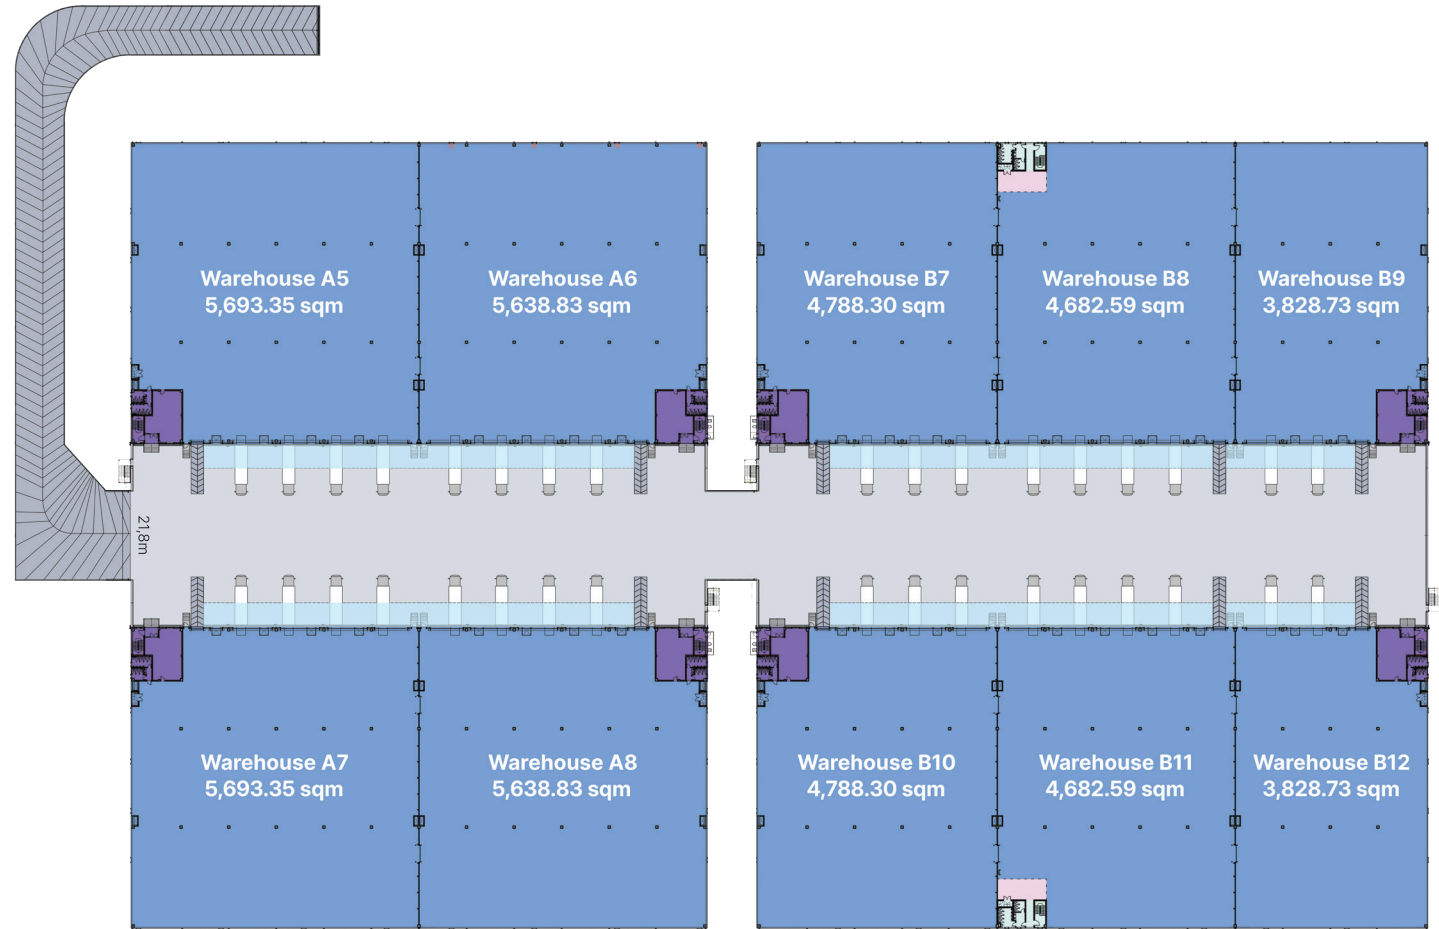 Warehouse A5
5,693.35 sqm
Warehouse A6
5,638.83 sqm
Warehouse B7
4,788.30 sqm
Warehouse B8
4,682.59 sqm
Warehouse B9
3,828.73 sqm
21,8m
Warehouse A7
5,693.35 sqm
Warehouse A8
5,638.83 sqm
Warehouse B10
4,788.30 sqm
Warehouse B11
4,682.59 sqm
Warehouse B12
3,828.73 sqm